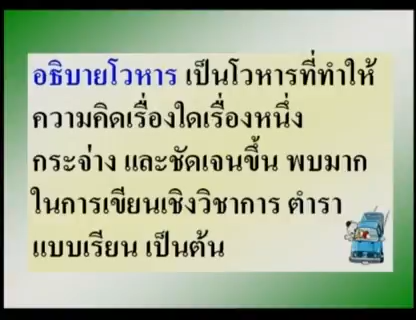 อธิบายโวหาร เป็นโวหารที่ทำให้
ความคิดเรื่องใดเรื่องหนึ่ง
กระจ่าง และชัดเจนขึ้น พบมาก
ในการเขียนเชิงวิชาการ ตำรา
แบบเรียน เป็นต้น